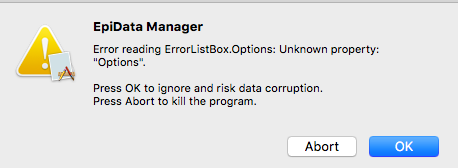 EpiData Manager
Error reading ErrorListBox.Options: Unknown property:
"Options".
Press OK to ignore and risk data corruption.
Press Abort to kill the program.
Abort
OK